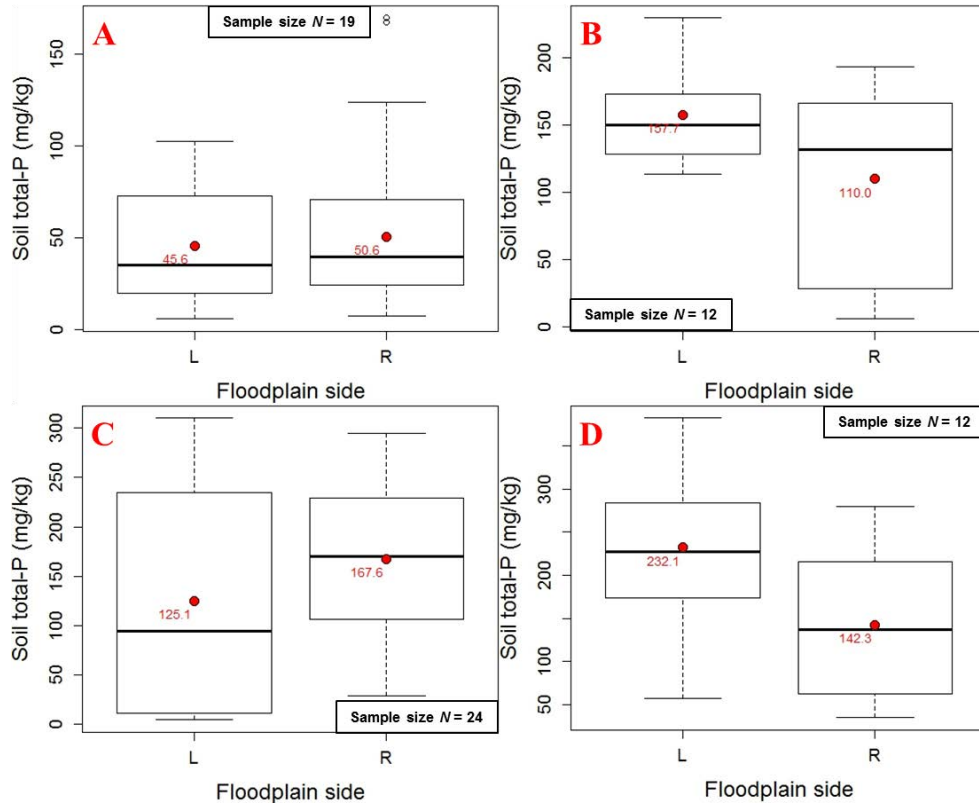 A
Sample size N = 19
Soil total-P (mg/kg)
150
100
50
0
45.6
50.6
L
R
Floodplain side
B
Soil total-P (mg/kg)
200
150
100
50
0
157.7
110.0
Sample size N = 12
L
R
Floodplain side
C
Soil total-P (mg/kg)
300
250
200
150
100
50
0
125.1
167.6
Sample size N = 24
L
R
Floodplain side
D
Sample size N = 12
Soil total-P (mg/kg)
300
200
100
50
232.1
142.3
L
R
Floodplain side